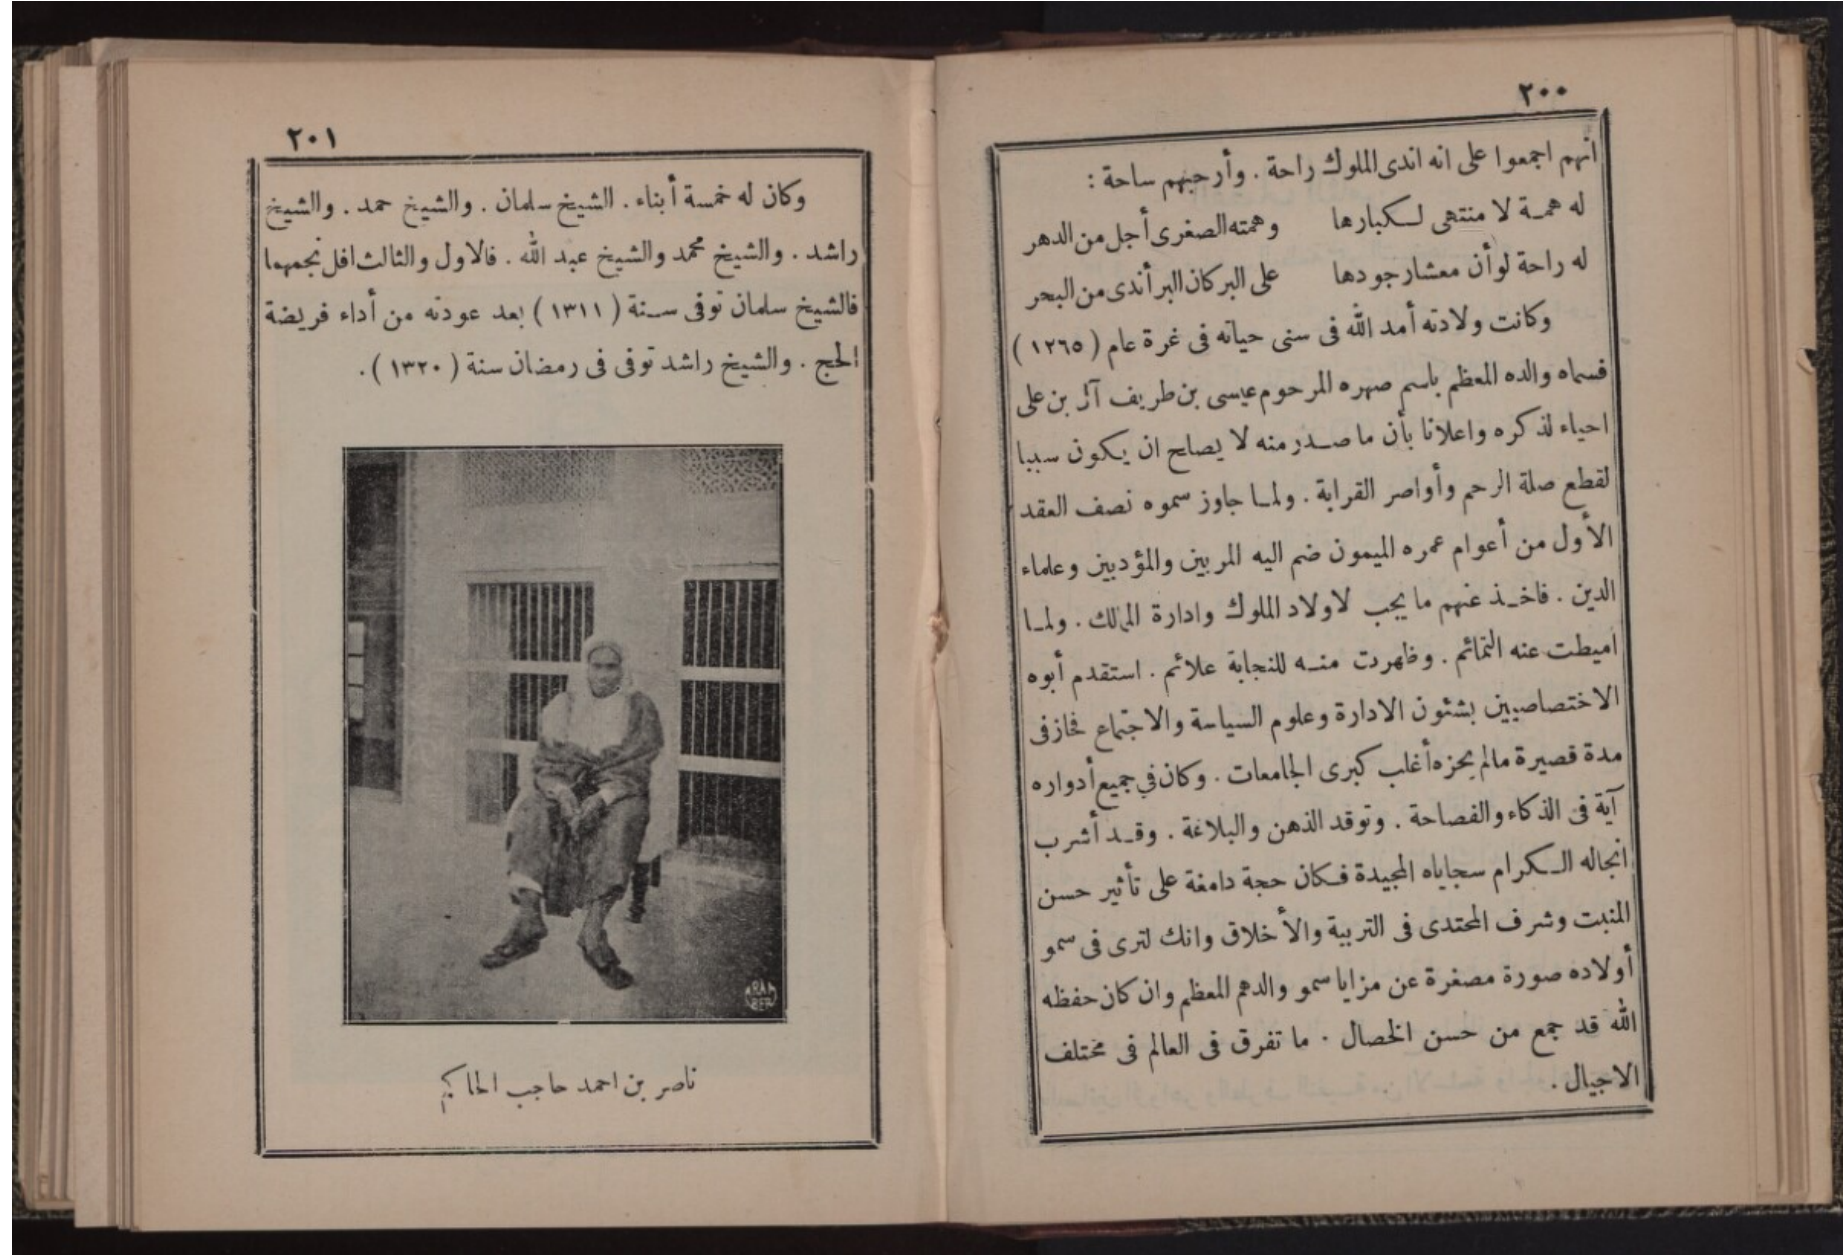 ٢٠٠
انهم اجمعوا على انه اندى الملوك راحة . وأرحبهم ساحة :
له همة لا منتهى لكبارها وهمته الصغرى أجل من الدهر
له راحة لوأن معشار جودها على البر كان البر أندى من البحر
وكانت ولادته أمد الله فى سنى حياته فى غرة عام ( ١٢٦٥ )
فسماه والده المعظم باسم صهره المرحوم عيسى بن طريف آل بن على
احياء لذكره واعلانا بأن ما صدر منه لا يصلح ان يكون سببا
لقطع صلة الرحم وأواصر القرابة . ولما جاوز سموه نصف العقد
الأول من أعوام عمره الميمون ضم اليه المربين والمؤدبين وعلماء
الدين . فاخذ عنهم ما يجب لاولاد الملوك وادارة الممالك . ولما
اميطت عنه التمائم . وظهرت منه للنجابة علائم . استقدم أبوه
الاختصاصيين بشئون الادارة وعلوم السياسة والاجتماع فحاز فى
مدة قصيرة مالم يحزه أغلب كبرى الجامعات . وكان في جميع أدواره
آية فى الذكاء والفصاحة . وتوقد الذهن والبلاغة . وقد أشرب
انجاله الكرام سجاياه المجيدة فكان حجة دامغة على تأثير حسن
المنبت وشرف المحتدى فى التربية والأخلاق وانك لترى فى سمو
أولاده صورة مصغرة عن مزايا سمو والدهم المعظم وان كان حفظه
الله قد جمع من حسن الخصال . ما تفرق فى العالم فى مختلف
الاجيال .
٢٠١
وكان له خمسة أبناء . الشيخ سلمان . والشيخ حمد . والشيخ
راشد . والشيخ محمد والشيخ عبد الله . فالاول والثالث افل نجمهما
فالشيخ سلمان توفى سنة ( ١٣١١ ) بعد عودته من أداء فريضة
الحج . والشيخ راشد توفى فى رمضان سنة ( ١٣٢٠ ) .
ناصر بن احمد حاجب الحاكم